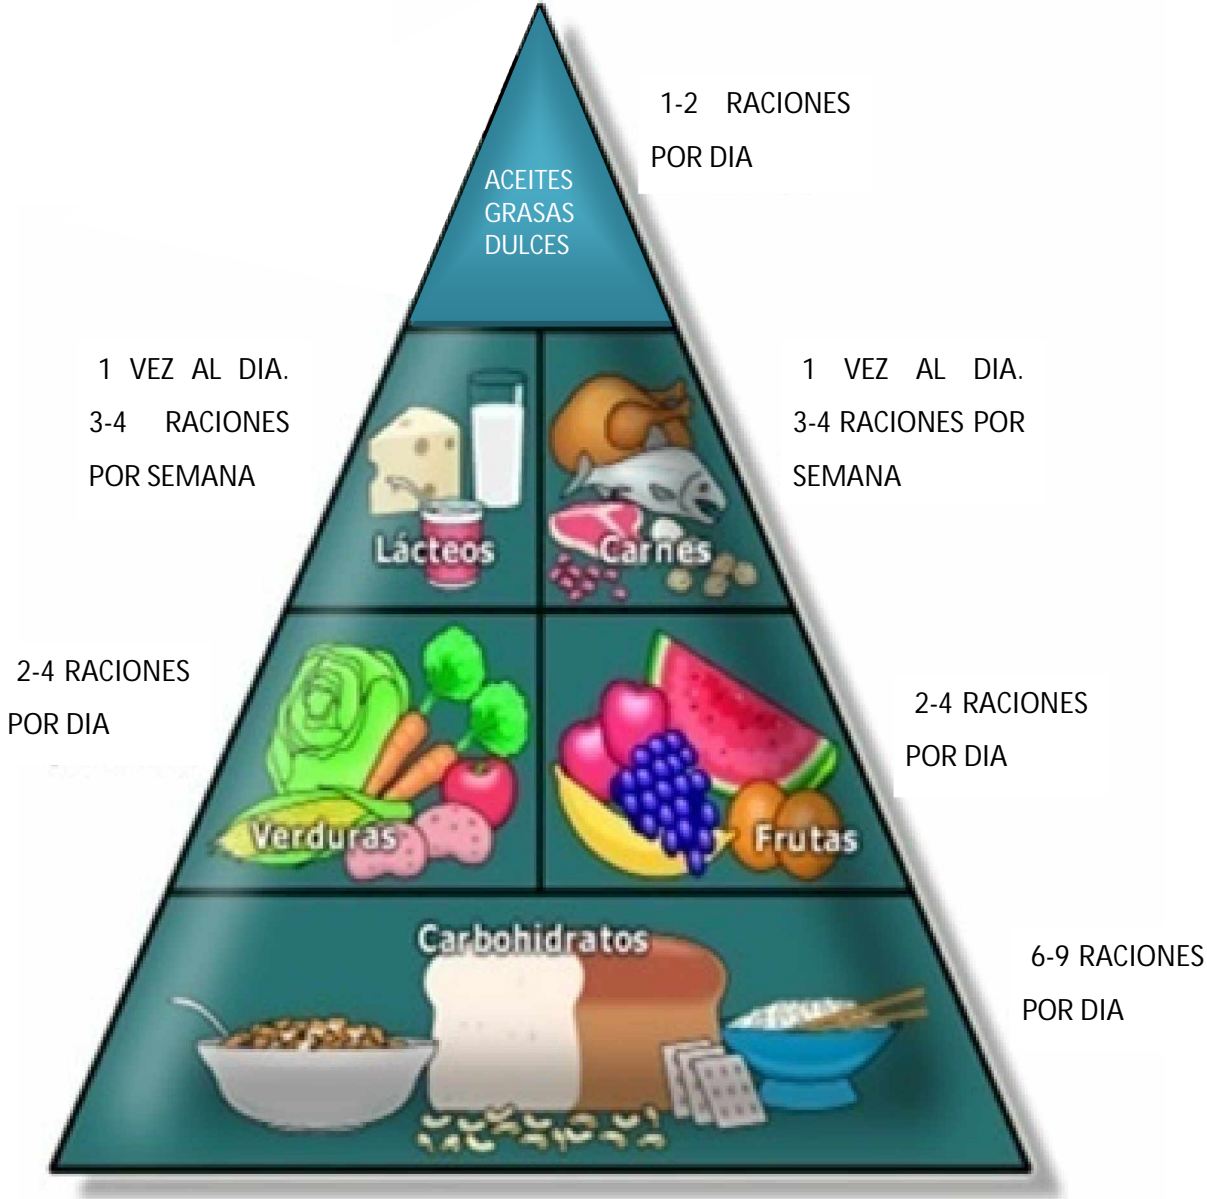 1-2 RACIONES
POR DIA
ACEITES
GRASAS
DULCES
1 VEZ AL DIA.
3-4 RACIONES
POR SEMANA
1 VEZ AL DIA.
3-4 RACIONES POR
SEMANA
Lácteos
Carnes
2-4 RACIONES
POR DIA
2-4 RACIONES
POR DIA
Verduras
Frutas
Carbohidratos
6-9 RACIONES
POR DIA